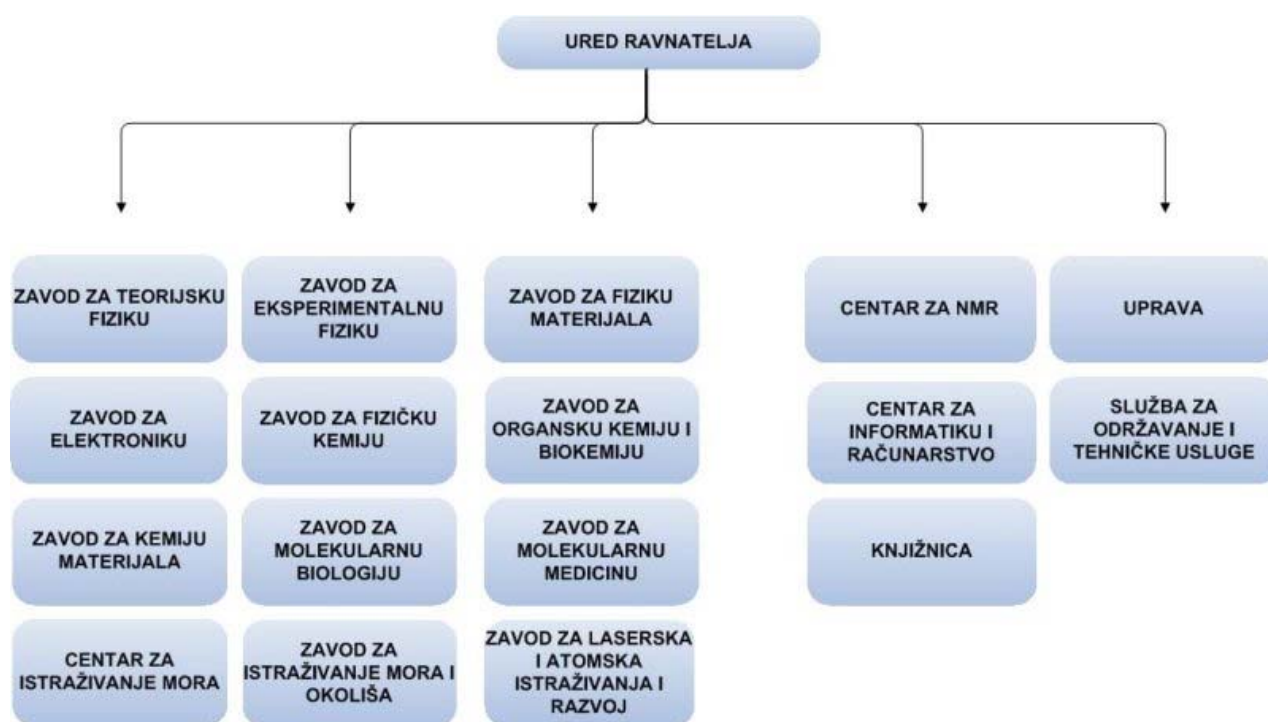 URED RAVNATELJA
ZAVOD ZA TEORIJSKU
FIZIKU
ZAVOD ZA
EKSPERIMENTALNU
FIZIKU
ZAVOD ZA FIZIKU
MATERIJALA
CENTAR ZA NMR
UPRAVA
ZAVOD ZA
ELEKTRONIKU
ZAVOD ZA FIZIČKU
KEMIJU
ZAVOD ZA
ORGANSKU KEMIJU I
BIOKEMIJU
CENTAR ZA
INFORMATIKU I
RAČUNARSTVO
SLUŽBA ZA
ODRŽAVANJE I
TEHNIČKE USLUGE
ZAVOD ZA KEMIJU
MATERIJALA
ZAVOD ZA
MOLEKULARNU
BIOLOGIJU
ZAVOD ZA
MOLEKULARNU
MEDICINU
KNJIŽNICA
CENTAR ZA
ISTRAŽIVANJE MORA
ZAVOD ZA
ISTRAŽIVANJE MORA I
OKOLIŠA
ZAVOD ZA LASERSKA
I ATOMSKA
ISTRAŽIVANJA I
RAZVOJ